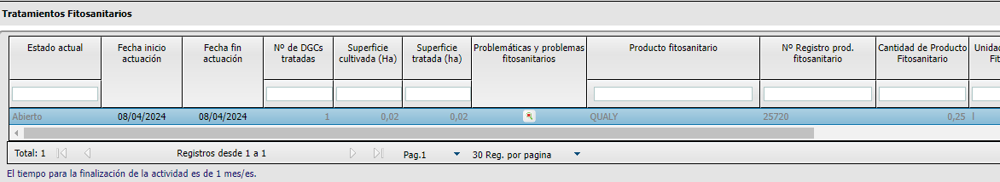 Tratamientos Fitosanitarios
Estado actual Fecha inicio actuación Fecha fin actuación Nº de DGCs tratadas Superficie cultivada (Ha) Superficie tratada (ha) Problemáticas y problemas fitosanitarios Producto fitosanitario Nº Registro prod. fitosanitario Cantidad de Producto Fitosanitario Unidac Fit
Abierto 08/04/2024 08/04/2024 1 0,02 0,02 QUALY 25720 0,25 l
Total: 1 Registros desde 1 a 1 Pag.1 30 Reg. por pagina
El tiempo para la finalización de la actividad es de 1 mes/es.